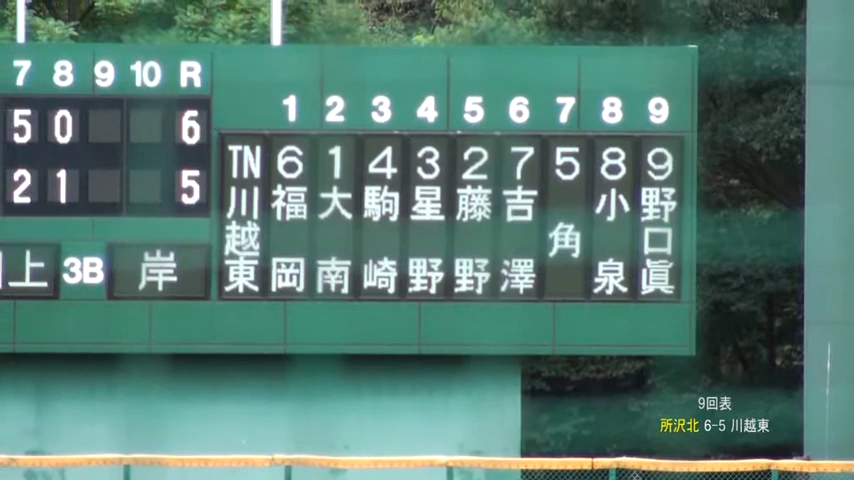 7 8 9 10 R
5 0 6
2 1 5
上 3B 岸
1 2 3 4 5 6 7 8 9
TN 6 1 4 3 2 7 5 8 9
川越東 福岡 大南 駒崎 星野 藤野 吉澤 角 小泉 野口眞
9回表
所沢北 6-5 川越東